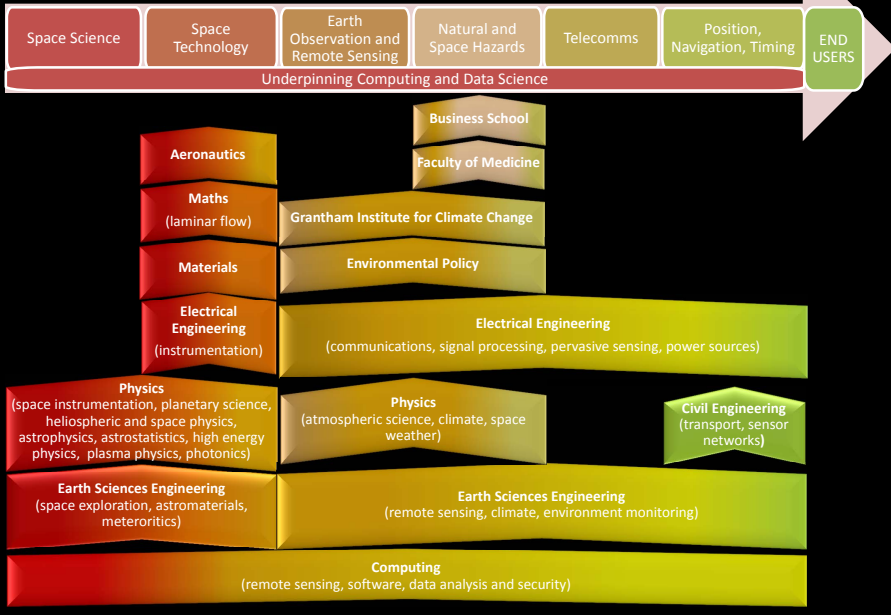 Space Science
Space
Technology
Earth
Observation and
Remote Sensing
Natural and
Space Hazards
Telecomms
Position,
Navigation, Timing
END
USERS
Underpinning Computing and Data Science
Business School
Faculty of Medicine
Aeronautics
Maths
(laminar flow)
Grantham Institute for Climate Change
Materials
Environmental Policy
Electrical
Engineering
(instrumentation)
Electrical Engineering
(communications, signal processing, pervasive sensing, power sources)
Physics
(space instrumentation, planetary science,
heliospheric and space physics,
astrophysics, astrostatistics, high energy
physics, plasma physics, photonics)
Physics
(atmospheric science, climate, space
weather)
Civil Engineering
(transport, sensor
networks)
Earth Sciences Engineering
(space exploration, astromaterials,
meteroritics)
Earth Sciences Engineering
(remote sensing, climate, environment monitoring)
Computing
(remote sensing, software, data analysis and security)